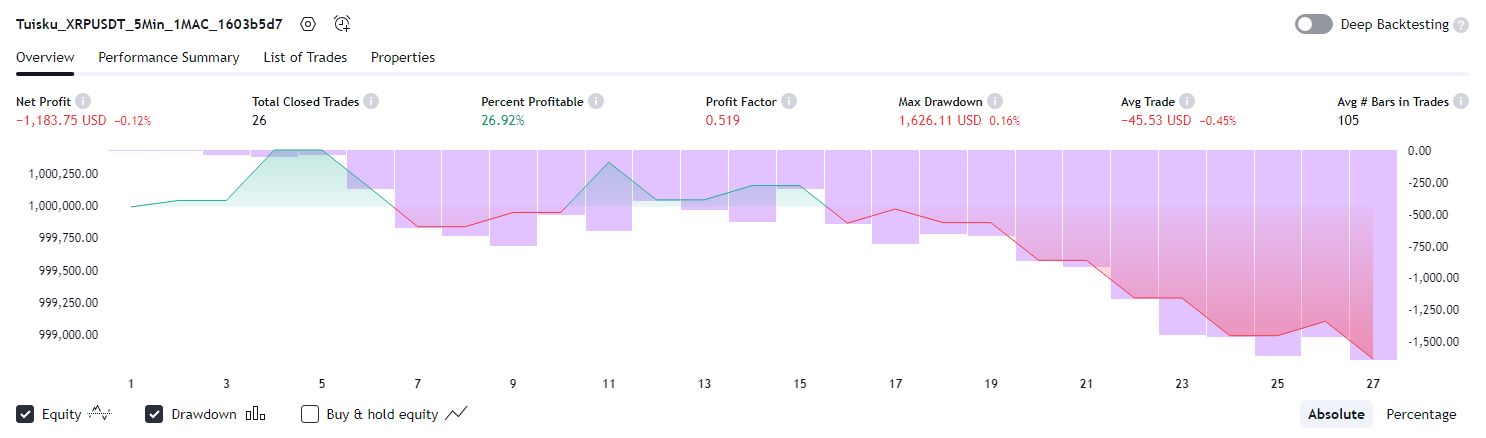 Tuisku_XRPUSDT_5Min_1MAC_1603b5d7
Deep Backtesting
Overview Performance Summary List of Trades Properties
Net Profit Total Closed Trades Percent Profitable Profit Factor Max Drawdown Avg Trade Avg # Bars in Trades
−1,183.75 USD −0.12% 26 26.92% 0.519 1,626.11 USD 0.16% −45.53 USD −0.45% 105
0.00
1,000,250.00 -250.00
1,000,000.00 -500.00
999,750.00 -750.00
999,500.00 -1,000.00
999,250.00 -1,250.00
999,000.00 -1,500.00
1 3 5 7 9 11 13 15 17 19 21 23 25 27
Equity Drawdown Buy & hold equity Absolute Percentage